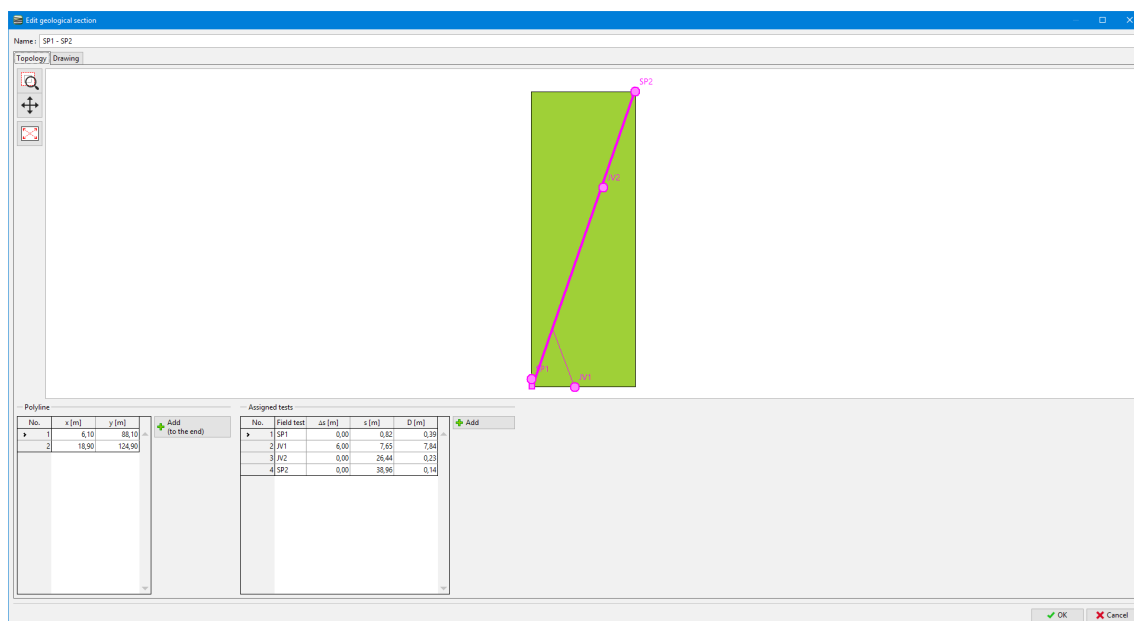 Edit geological section
Name : SP1 - SP2
Topology Drawing
SP2
JV2
SP1
JV1
Polyline
No. x [m] y [m]
1 6,10 88,10
2 18,90 124,90
Add
(to the end)
Assigned tests
No. Field test Δs [m] s [m] D [m]
1 SP1 0,00 0,82 0,39
2 JV1 6,00 7,65 7,84
3 JV2 0,00 26,44 0,23
4 SP2 0,00 38,96 0,14
Add
OK Cancel